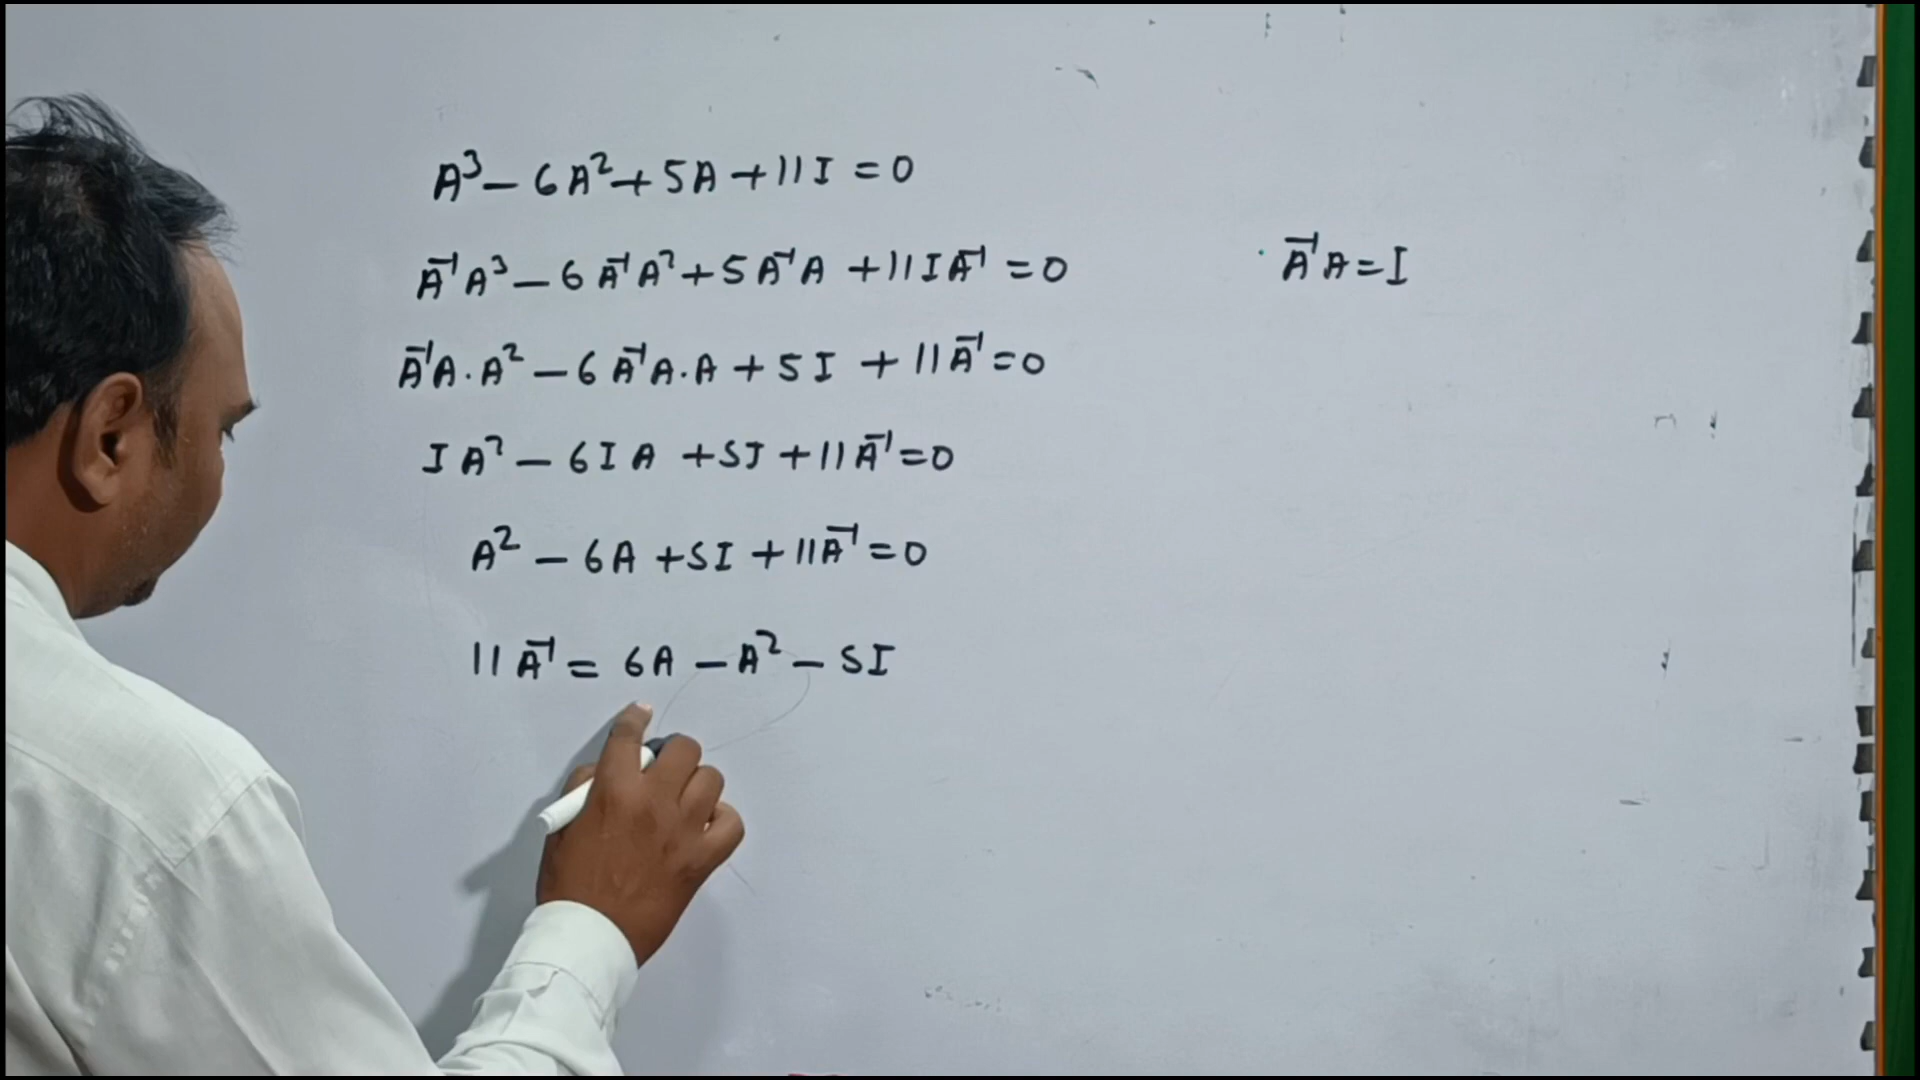 A³ - 6A² + 5A + 11I = 0
A⁻¹A³ - 6A⁻¹A² + 5A⁻¹A + 11IA⁻¹ = 0
A⁻¹A = I
A⁻¹A.A² - 6A⁻¹A.A + 5I + 11A⁻¹ = 0
IA² - 6IA + 5I + 11A⁻¹ = 0
A² - 6A + 5I + 11A⁻¹ = 0
11A⁻¹ = 6A - A² - 5I